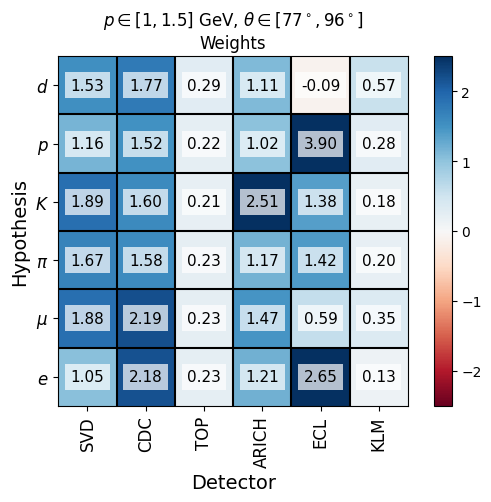 p ∈ [1, 1.5] GeV, θ ∈ [77°, 96°]
Weights
Hypothesis
d 1.53 1.77 0.29 1.11 -0.09 0.57
p 1.16 1.52 0.22 1.02 3.90 0.28
K 1.89 1.60 0.21 2.51 1.38 0.18
π 1.67 1.58 0.23 1.17 1.42 0.20
μ 1.88 2.19 0.23 1.47 0.59 0.35
e 1.05 2.18 0.23 1.21 2.65 0.13
SVD CDC TOP ARICH ECL KLM
Detector
2
1
0
−1
−2